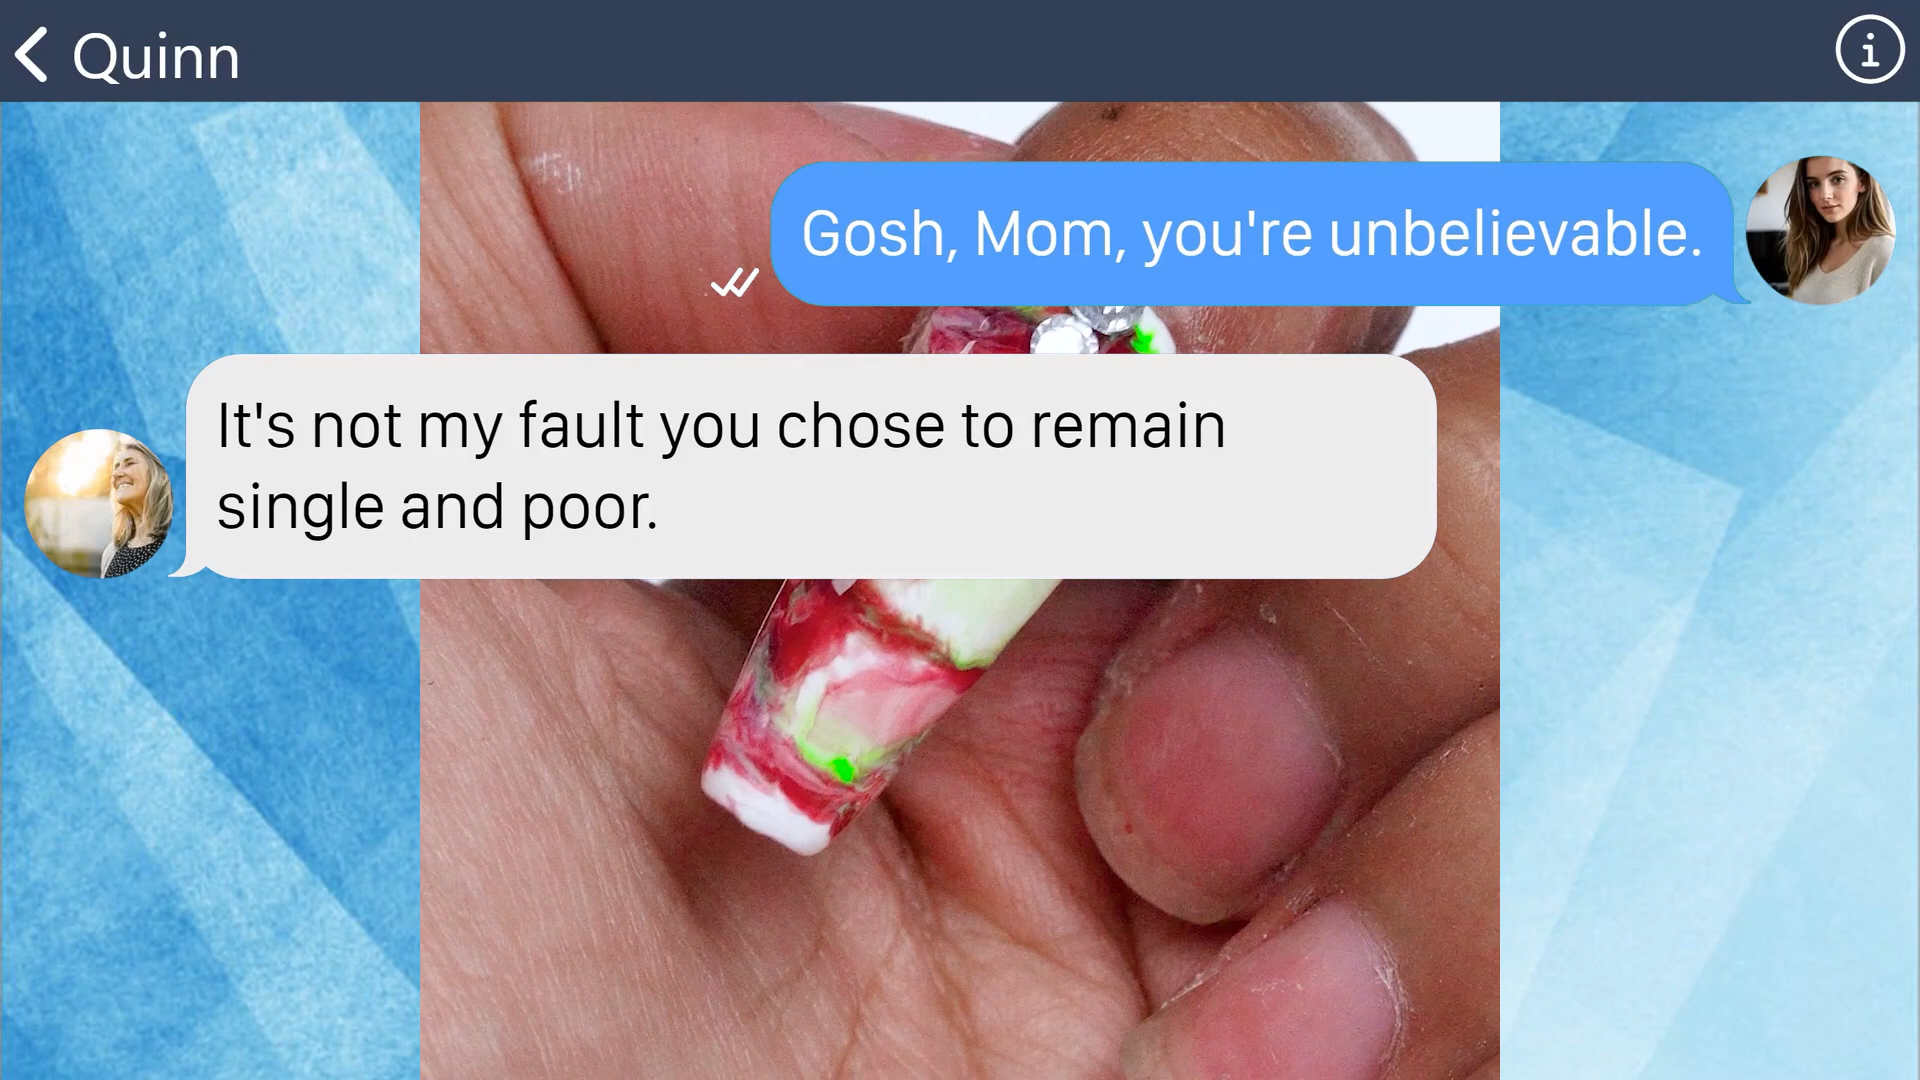 Quinn
Gosh, Mom, you're unbelievable.
It's not my fault you chose to remain
single and poor.